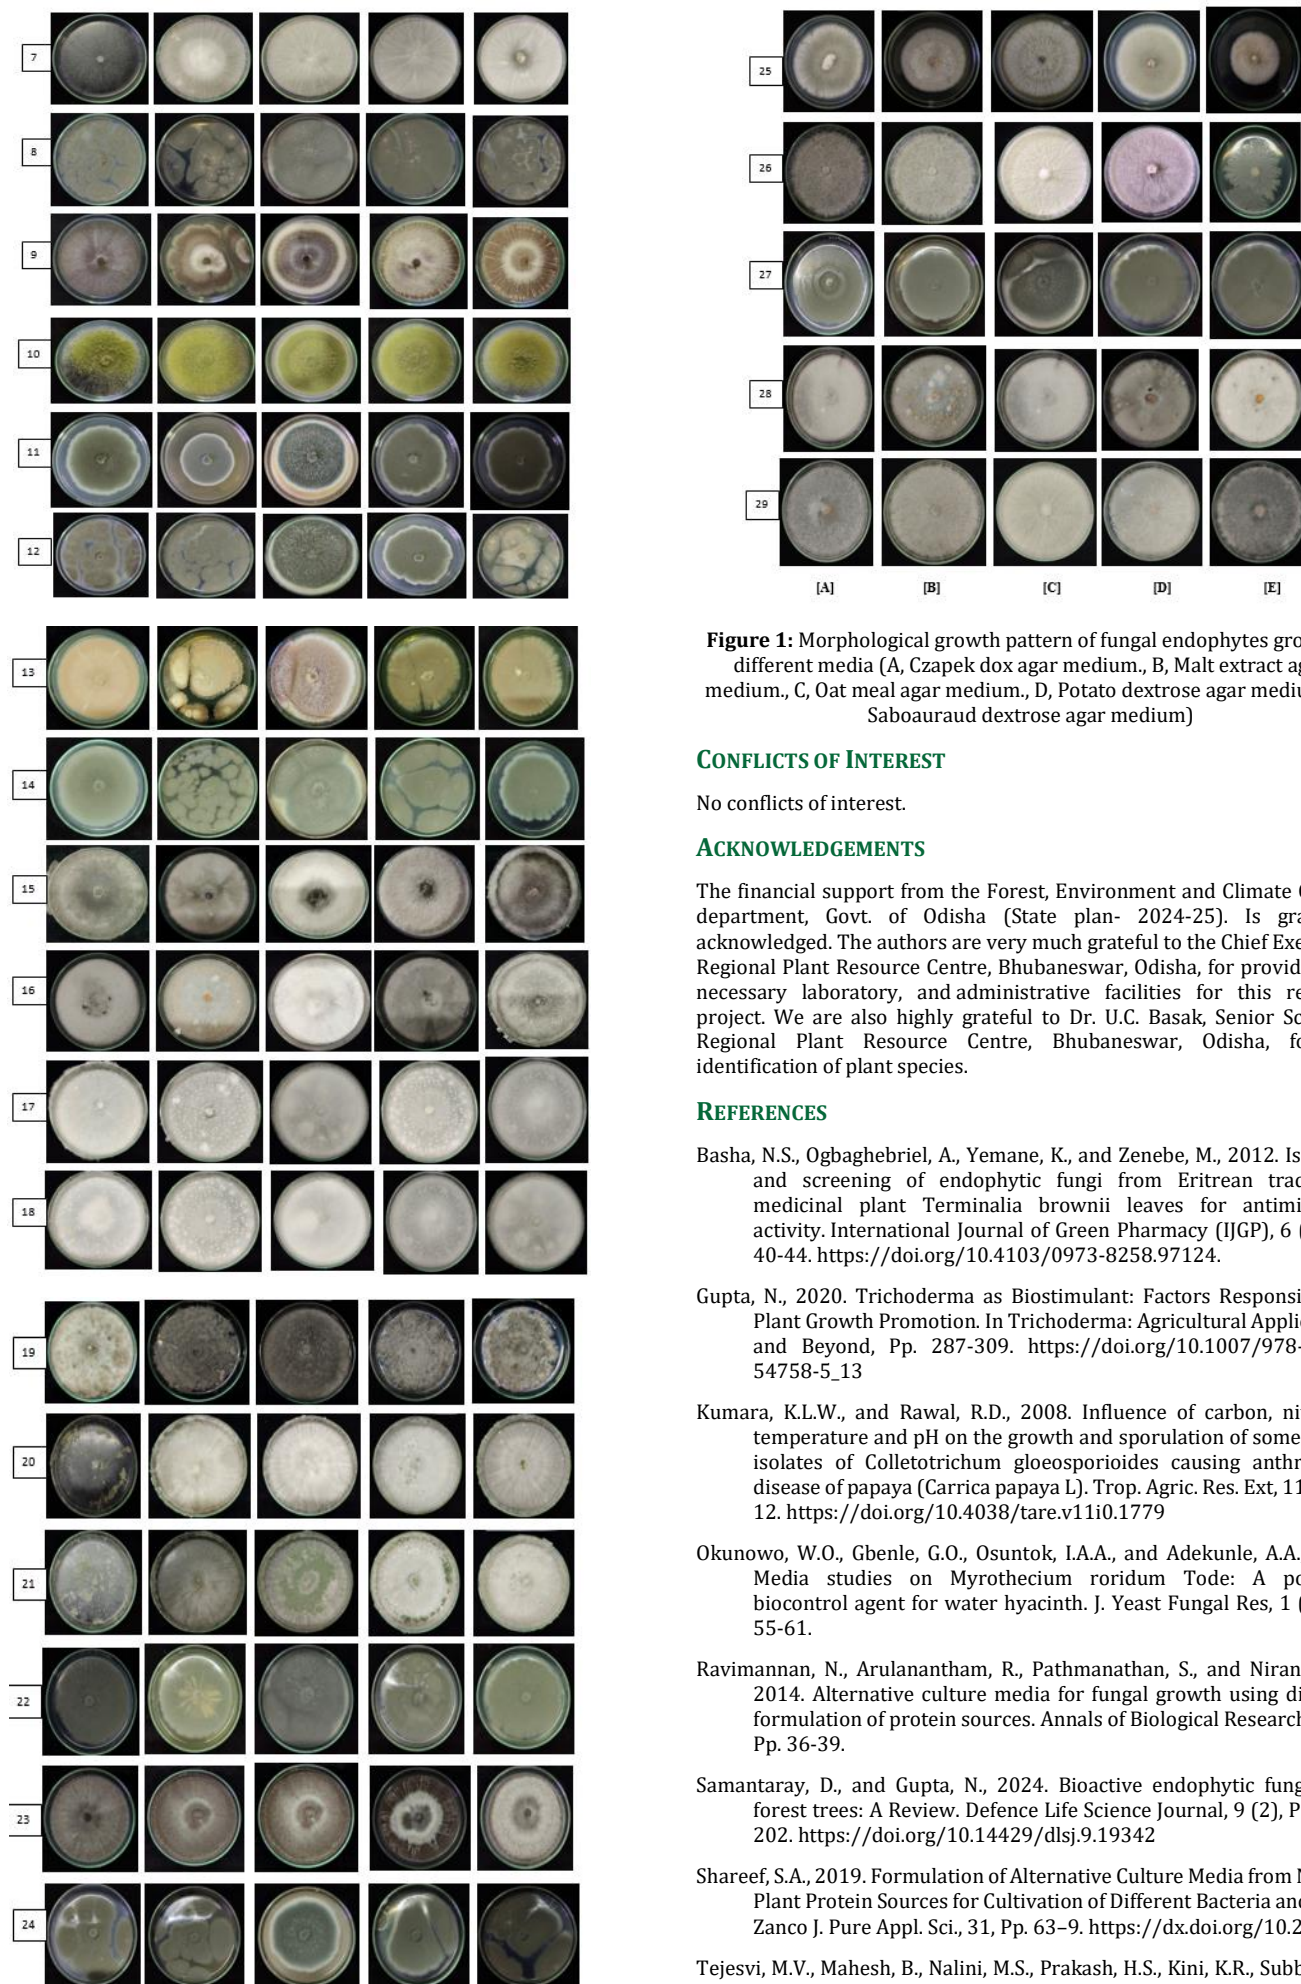 7
8
9
10
11
12
13
14
15
16
17
18
19
20
21
22
23
24
25
26
27
28
29
[A] [B] [C] [D] [E]
Figure 1: Morphological growth pattern of fungal endophytes gro
different media (A, Czapek dox agar medium., B, Malt extract ag
medium., C, Oat meal agar medium., D, Potato dextrose agar mediu
Saboauraud dextrose agar medium)
CONFLICTS OF INTEREST
No conflicts of interest.
ACKNOWLEDGEMENTS
The financial support from the Forest, Environment and Climate
department, Govt. of Odisha (State plan- 2024-25). Is gra
acknowledged. The authors are very much grateful to the Chief Exe
Regional Plant Resource Centre, Bhubaneswar, Odisha, for provid
necessary laboratory, and administrative facilities for this re
project. We are also highly grateful to Dr. U.C. Basak, Senior Sc
Regional Plant Resource Centre, Bhubaneswar, Odisha, fo
identification of plant species.
REFERENCES
Basha, N.S., Ogbaghebriel, A., Yemane, K., and Zenebe, M., 2012. Is
and screening of endophytic fungi from Eritrean trad
medicinal plant Terminalia brownii leaves for antimi
activity. International Journal of Green Pharmacy (IJGP), 6 (
40-44. https://doi.org/10.4103/0973-8258.97124.
Gupta, N., 2020. Trichoderma as Biostimulant: Factors Responsi
Plant Growth Promotion. In Trichoderma: Agricultural Appli
and Beyond, Pp. 287-309. https://doi.org/10.1007/978-
54758-5_13
Kumara, K.L.W., and Rawal, R.D., 2008. Influence of carbon, ni
temperature and pH on the growth and sporulation of some
isolates of Colletotrichum gloeosporioides causing anthr
disease of papaya (Carrica papaya L). Trop. Agric. Res. Ext, 11
12. https://doi.org/10.4038/tare.v11i0.1779
Okunowo, W.O., Gbenle, G.O., Osuntok, I.A.A., and Adekunle, A.A.
Media studies on Myrothecium roridum Tode: A po
biocontrol agent for water hyacinth. J. Yeast Fungal Res, 1 (
55-61.
Ravimannan, N., Arulanantham, R., Pathmanathan, S., and Niran
2014. Alternative culture media for fungal growth using di
formulation of protein sources. Annals of Biological Research
Pp. 36-39.
Samantaray, D., and Gupta, N., 2024. Bioactive endophytic fung
forest trees: A Review. Defence Life Science Journal, 9 (2), P
202. https://doi.org/10.14429/dlsj.9.19342
Shareef, S.A., 2019. Formulation of Alternative Culture Media from N
Plant Protein Sources for Cultivation of Different Bacteria and
Zanco J. Pure Appl. Sci., 31, Pp. 63–9. https://dx.doi.org/10.2
Tejesvi, M.V., Mahesh, B., Nalini, M.S., Prakash, H.S., Kini, K.R., Subb